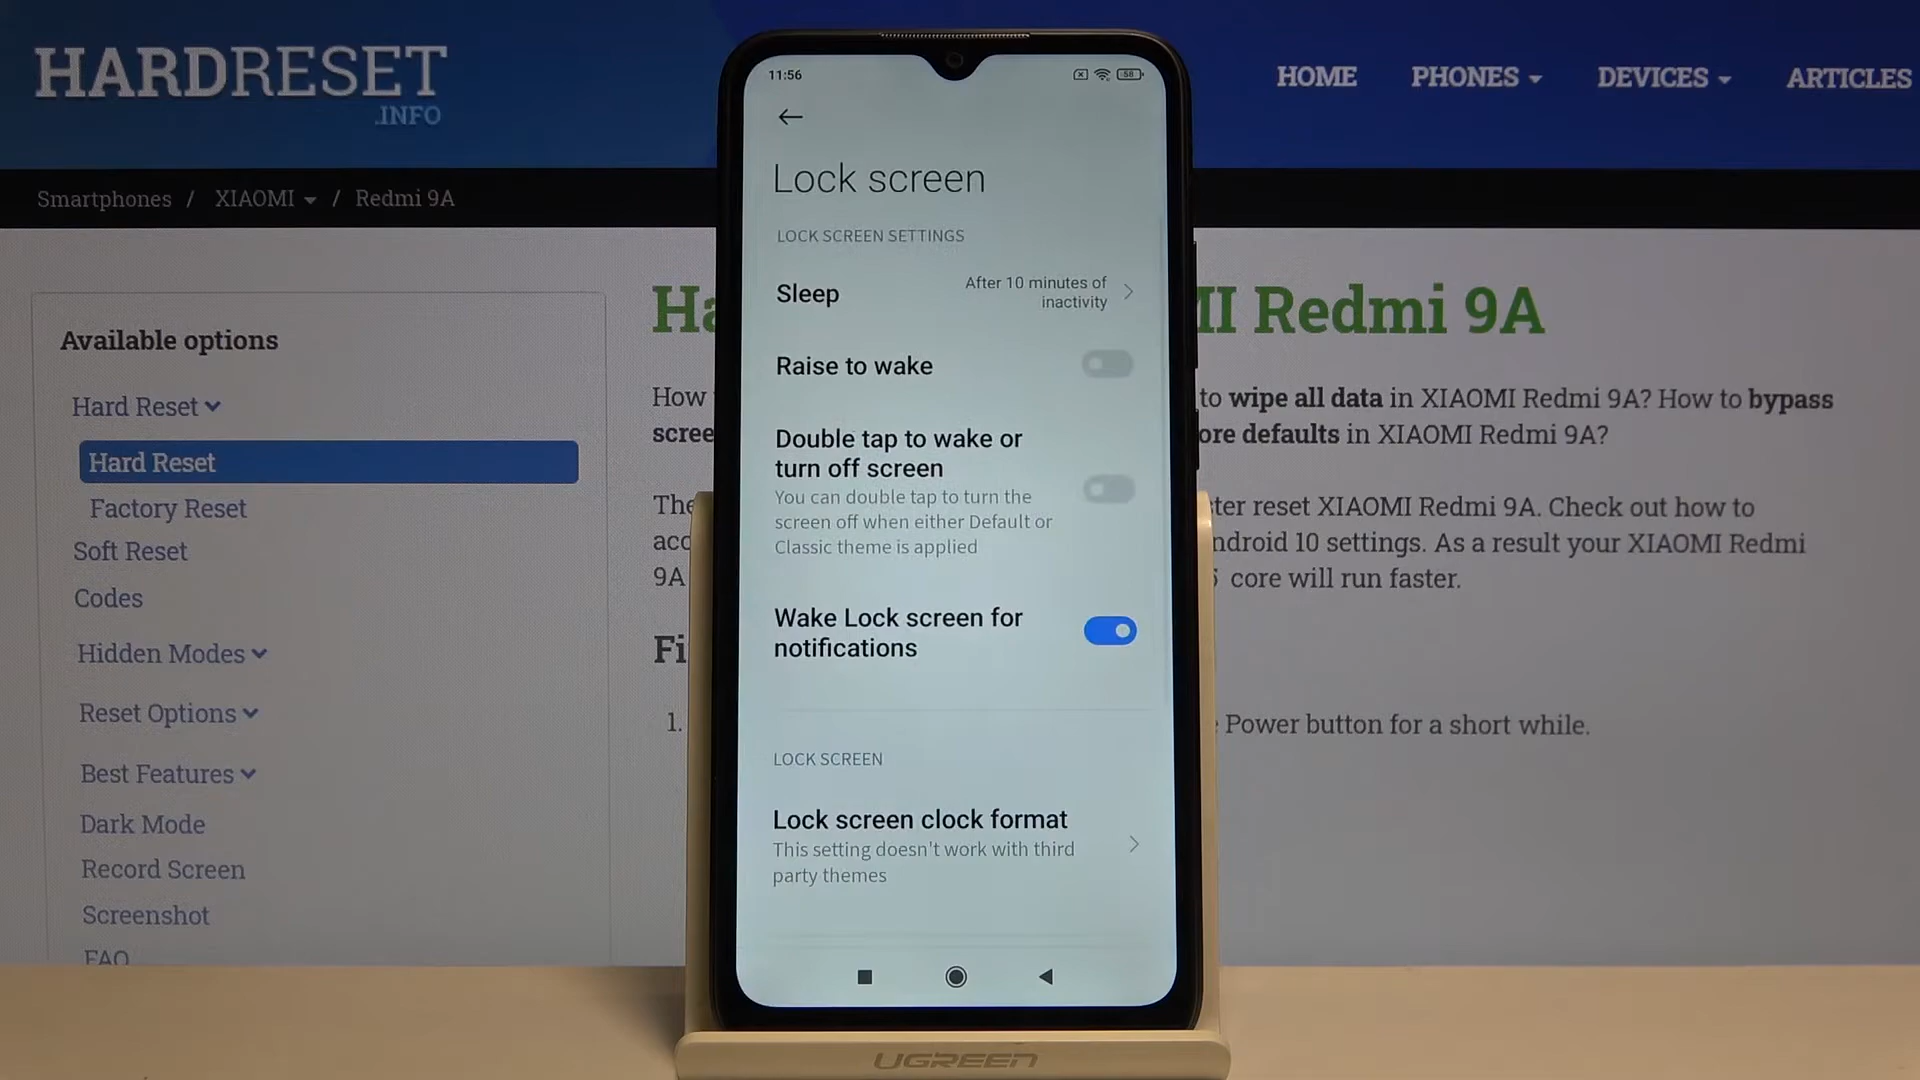 HARDRESET
.INFO
HOME
PHONES
DEVICES
ARTICLES
Smartphones / XIAOMI / Redmi 9A
Available options
Hard Reset
Hard Reset
Factory Reset
Soft Reset
Codes
Hidden Modes
Reset Options
Best Features
Dark Mode
Record Screen
Screenshot
FAQ
Redmi 9A
How
to wipe all data in XIAOMI Redmi 9A? How to bypass
defaults in XIAOMI Redmi 9A?
reset XIAOMI Redmi 9A. Check out how to
10 settings. As a result your XIAOMI Redmi
9A
core will run faster.
1.
Power button for a short while.
11:56
58
Lock screen
LOCK SCREEN SETTINGS
Sleep
After 10 minutes of
inactivity
Raise to wake
Double tap to wake or
turn off screen
You can double tap to turn the
screen off when either Default or
Classic theme is applied
Wake Lock screen for
notifications
LOCK SCREEN
Lock screen clock format
This setting doesn't work with third
party themes
UGREEN